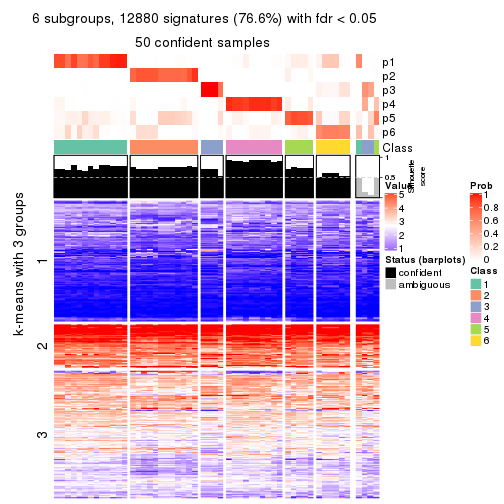 6 subgroups, 12880 signatures (76.6%) with fdr < 0.05
50 confident samples
p1
p2
p3
p4
p5
p6
Class
1
0.5
Silhouette
score
k-means with 3 groups
1
2
3
Value
5
4
3
2
1
Status (barplots)
confident
ambiguous
Prob
1
0.8
0.6
0.4
0.2
0
Class
1
2
3
4
5
6